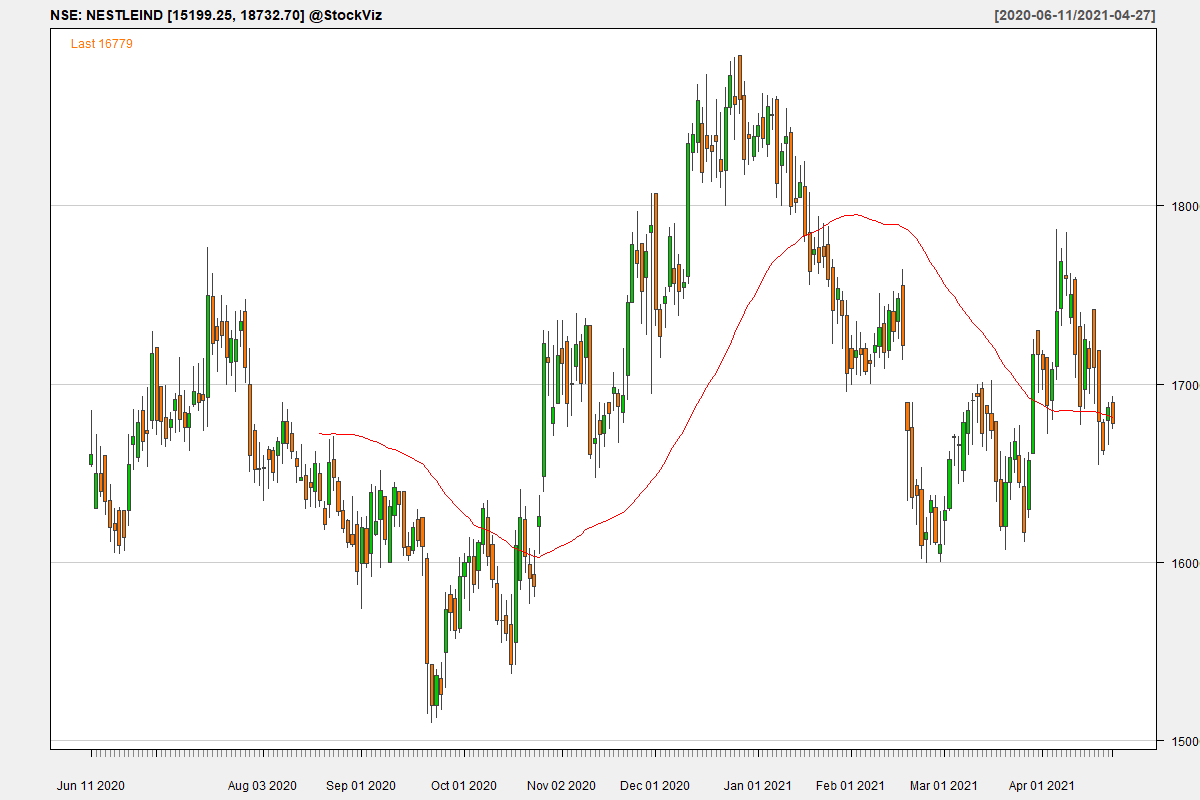 NSE: NESTLEIND [15199.25, 18732.70] @StockViz
[2020-06-11/2021-04-27]
Last 16779
1800
1700
1600
1500
Jun 11 2020 Aug 03 2020 Sep 01 2020 Oct 01 2020 Nov 02 2020 Dec 01 2020 Jan 01 2021 Feb 01 2021 Mar 01 2021 Apr 01 2021